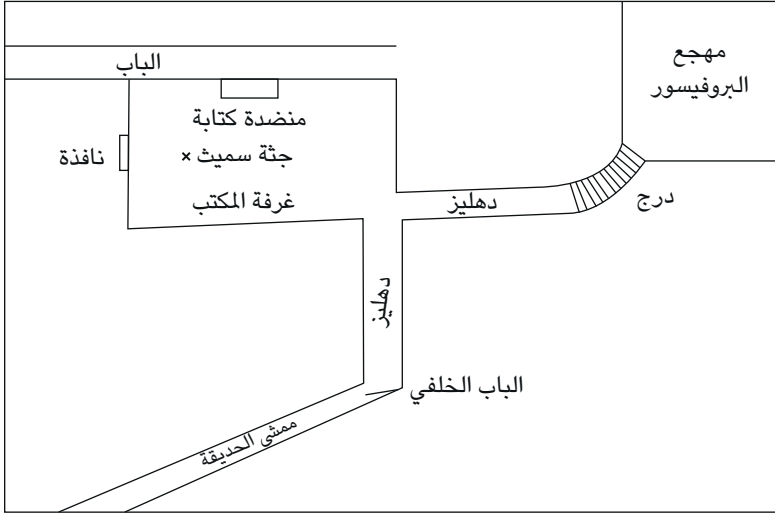 مهجع
البروفيسور
الباب
منضدة كتابة
جثة سميث ×
نافذة
غرفة المكتب
دهليز
درج
دهليز
الباب الخلفي
ممشى الحديقة